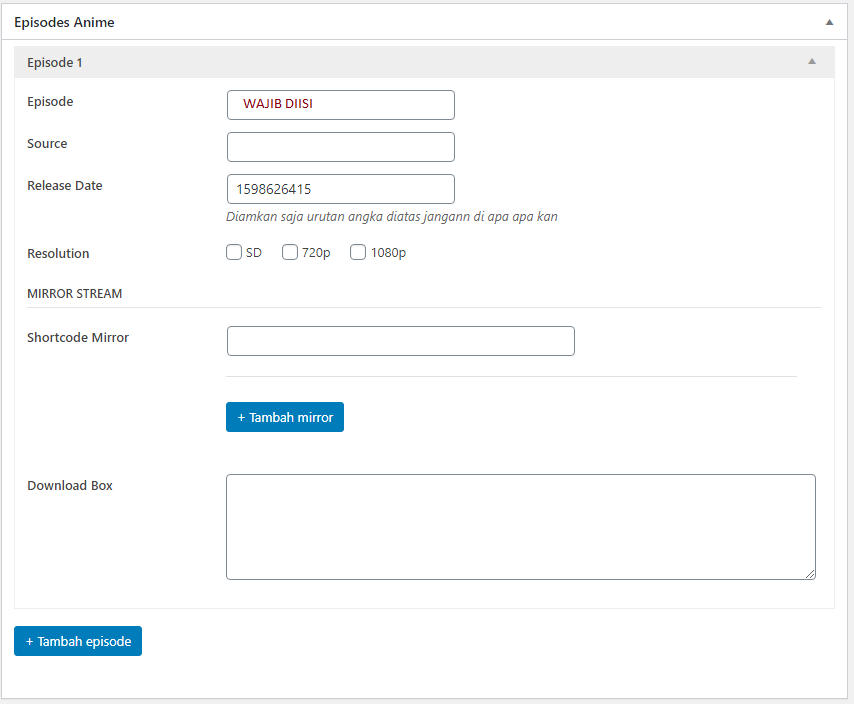 Episodes Anime
Episode 1
Episode
WAJIB DIISI
Source
Release Date
1598626415
Diamkan saja urutan angka diatas jangann di apa apa kan
Resolution
SD 720p 1080p
MIRROR STREAM
Shortcode Mirror
+ Tambah mirror
Download Box
+ Tambah episode